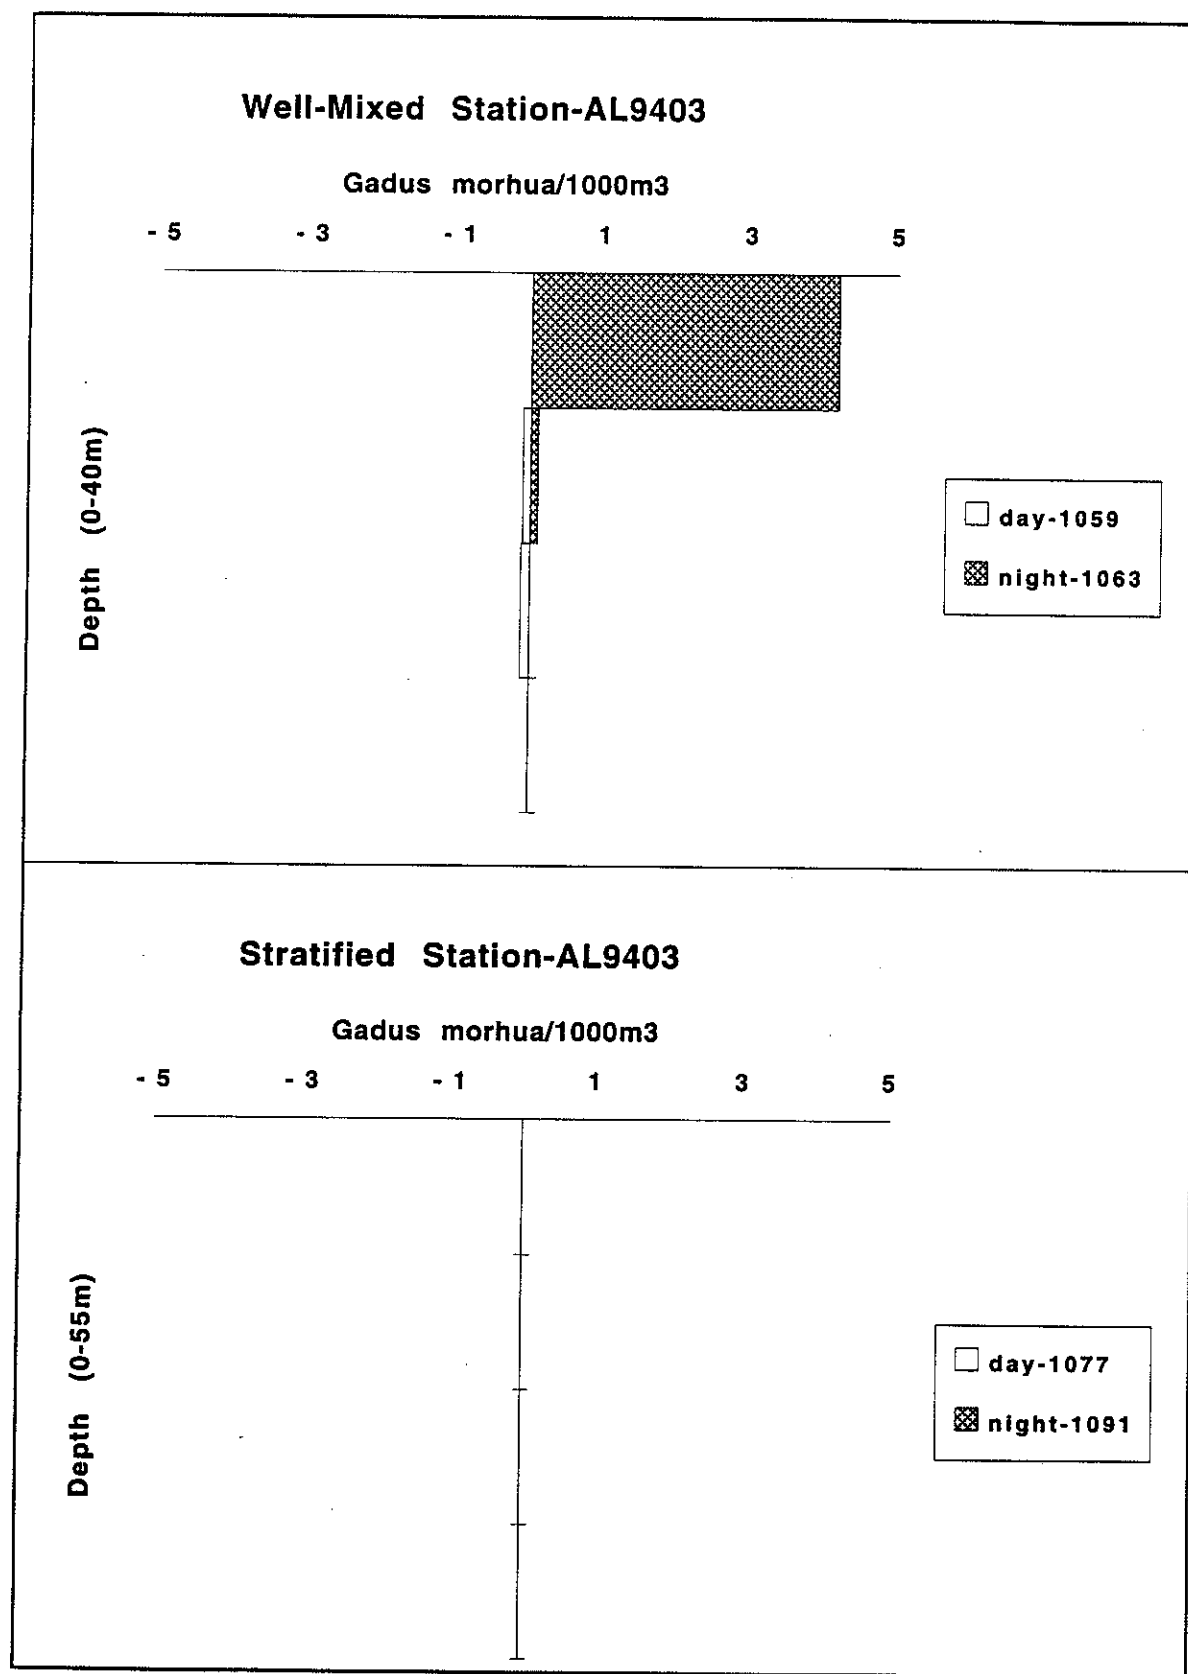 Well-Mixed Station-AL9403
Gadus morhua/1000m3
-5 -3 -1 1 3 5
Depth (0-40m)
day-1059
night-1063
Stratified Station-AL9403
Gadus morhua/1000m3
-5 -3 -1 1 3 5
Depth (0-55m)
day-1077
night-1091